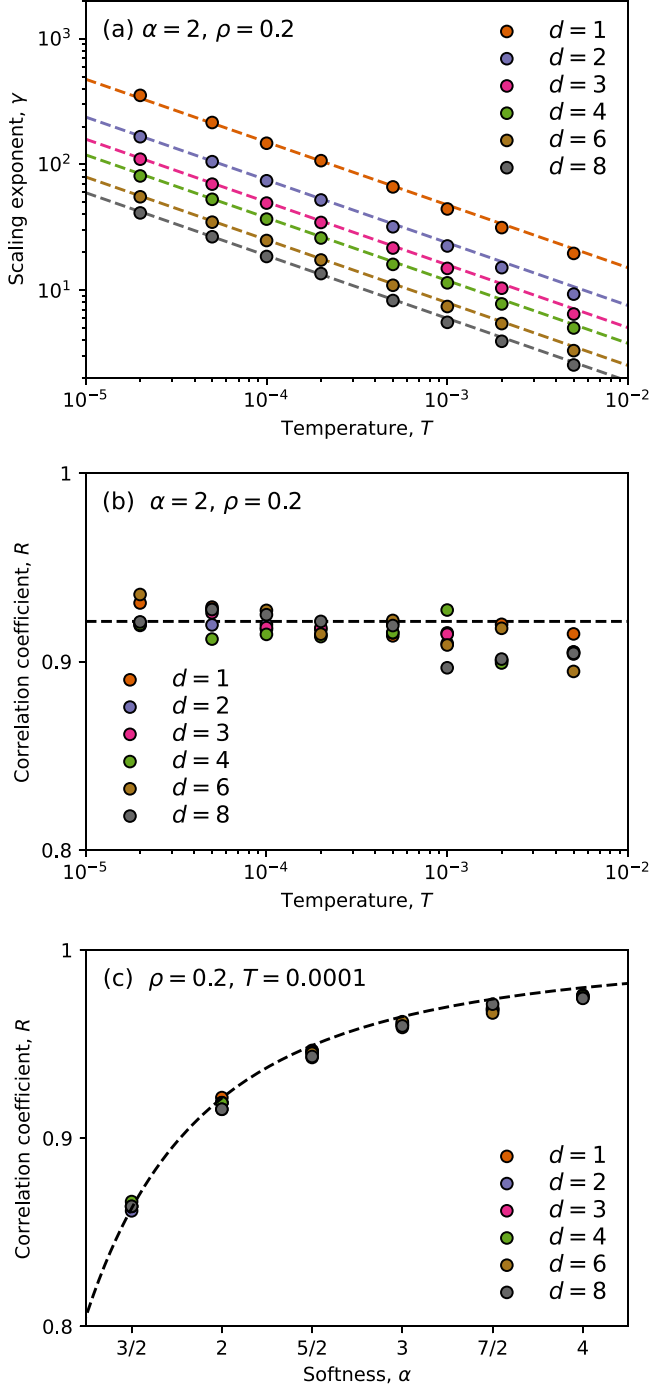 (a) α = 2, ρ = 0.2
d = 1
d = 2
d = 3
d = 4
d = 6
d = 8
10³
10²
10¹
Scaling exponent, γ
10⁻⁵
10⁻⁴
10⁻³
10⁻²
Temperature, T
(b) α = 2, ρ = 0.2
d = 1
d = 2
d = 3
d = 4
d = 6
d = 8
1
0.9
0.8
Correlation coefficient, R
10⁻⁵
10⁻⁴
10⁻³
10⁻²
Temperature, T
(c) ρ = 0.2, T = 0.0001
d = 1
d = 2
d = 3
d = 4
d = 6
d = 8
1
0.9
0.8
Correlation coefficient, R
3/2
2
5/2
3
7/2
4
Softness, α